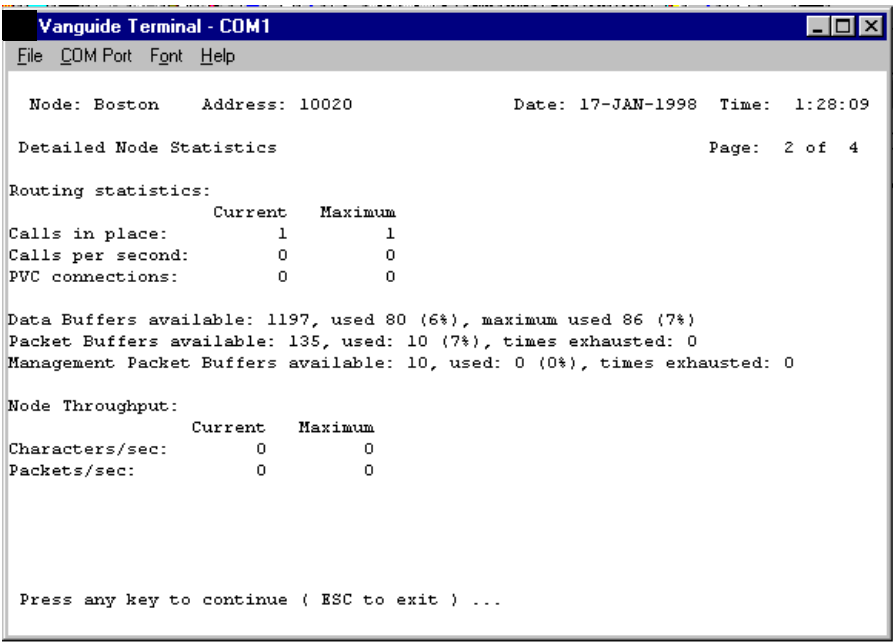 Vanguide Terminal - COM1
File COM Port Font Help
Node: Boston Address: 10020 Date: 17-JAN-1998 Time: 1:28:09
Detailed Node Statistics Page: 2 of 4
Routing statistics:
Current Maximum
Calls in place: 1 1
Calls per second: 0 0
PVC connections: 0 0
Data Buffers available: 1197, used 80 (6%), maximum used 86 (7%)
Packet Buffers available: 135, used: 10 (7%), times exhausted: 0
Management Packet Buffers available: 10, used: 0 (0%), times exhausted: 0
Node Throughput:
Current Maximum
Characters/sec: 0 0
Packets/sec: 0 0
Press any key to continue ( ESC to exit ) ...